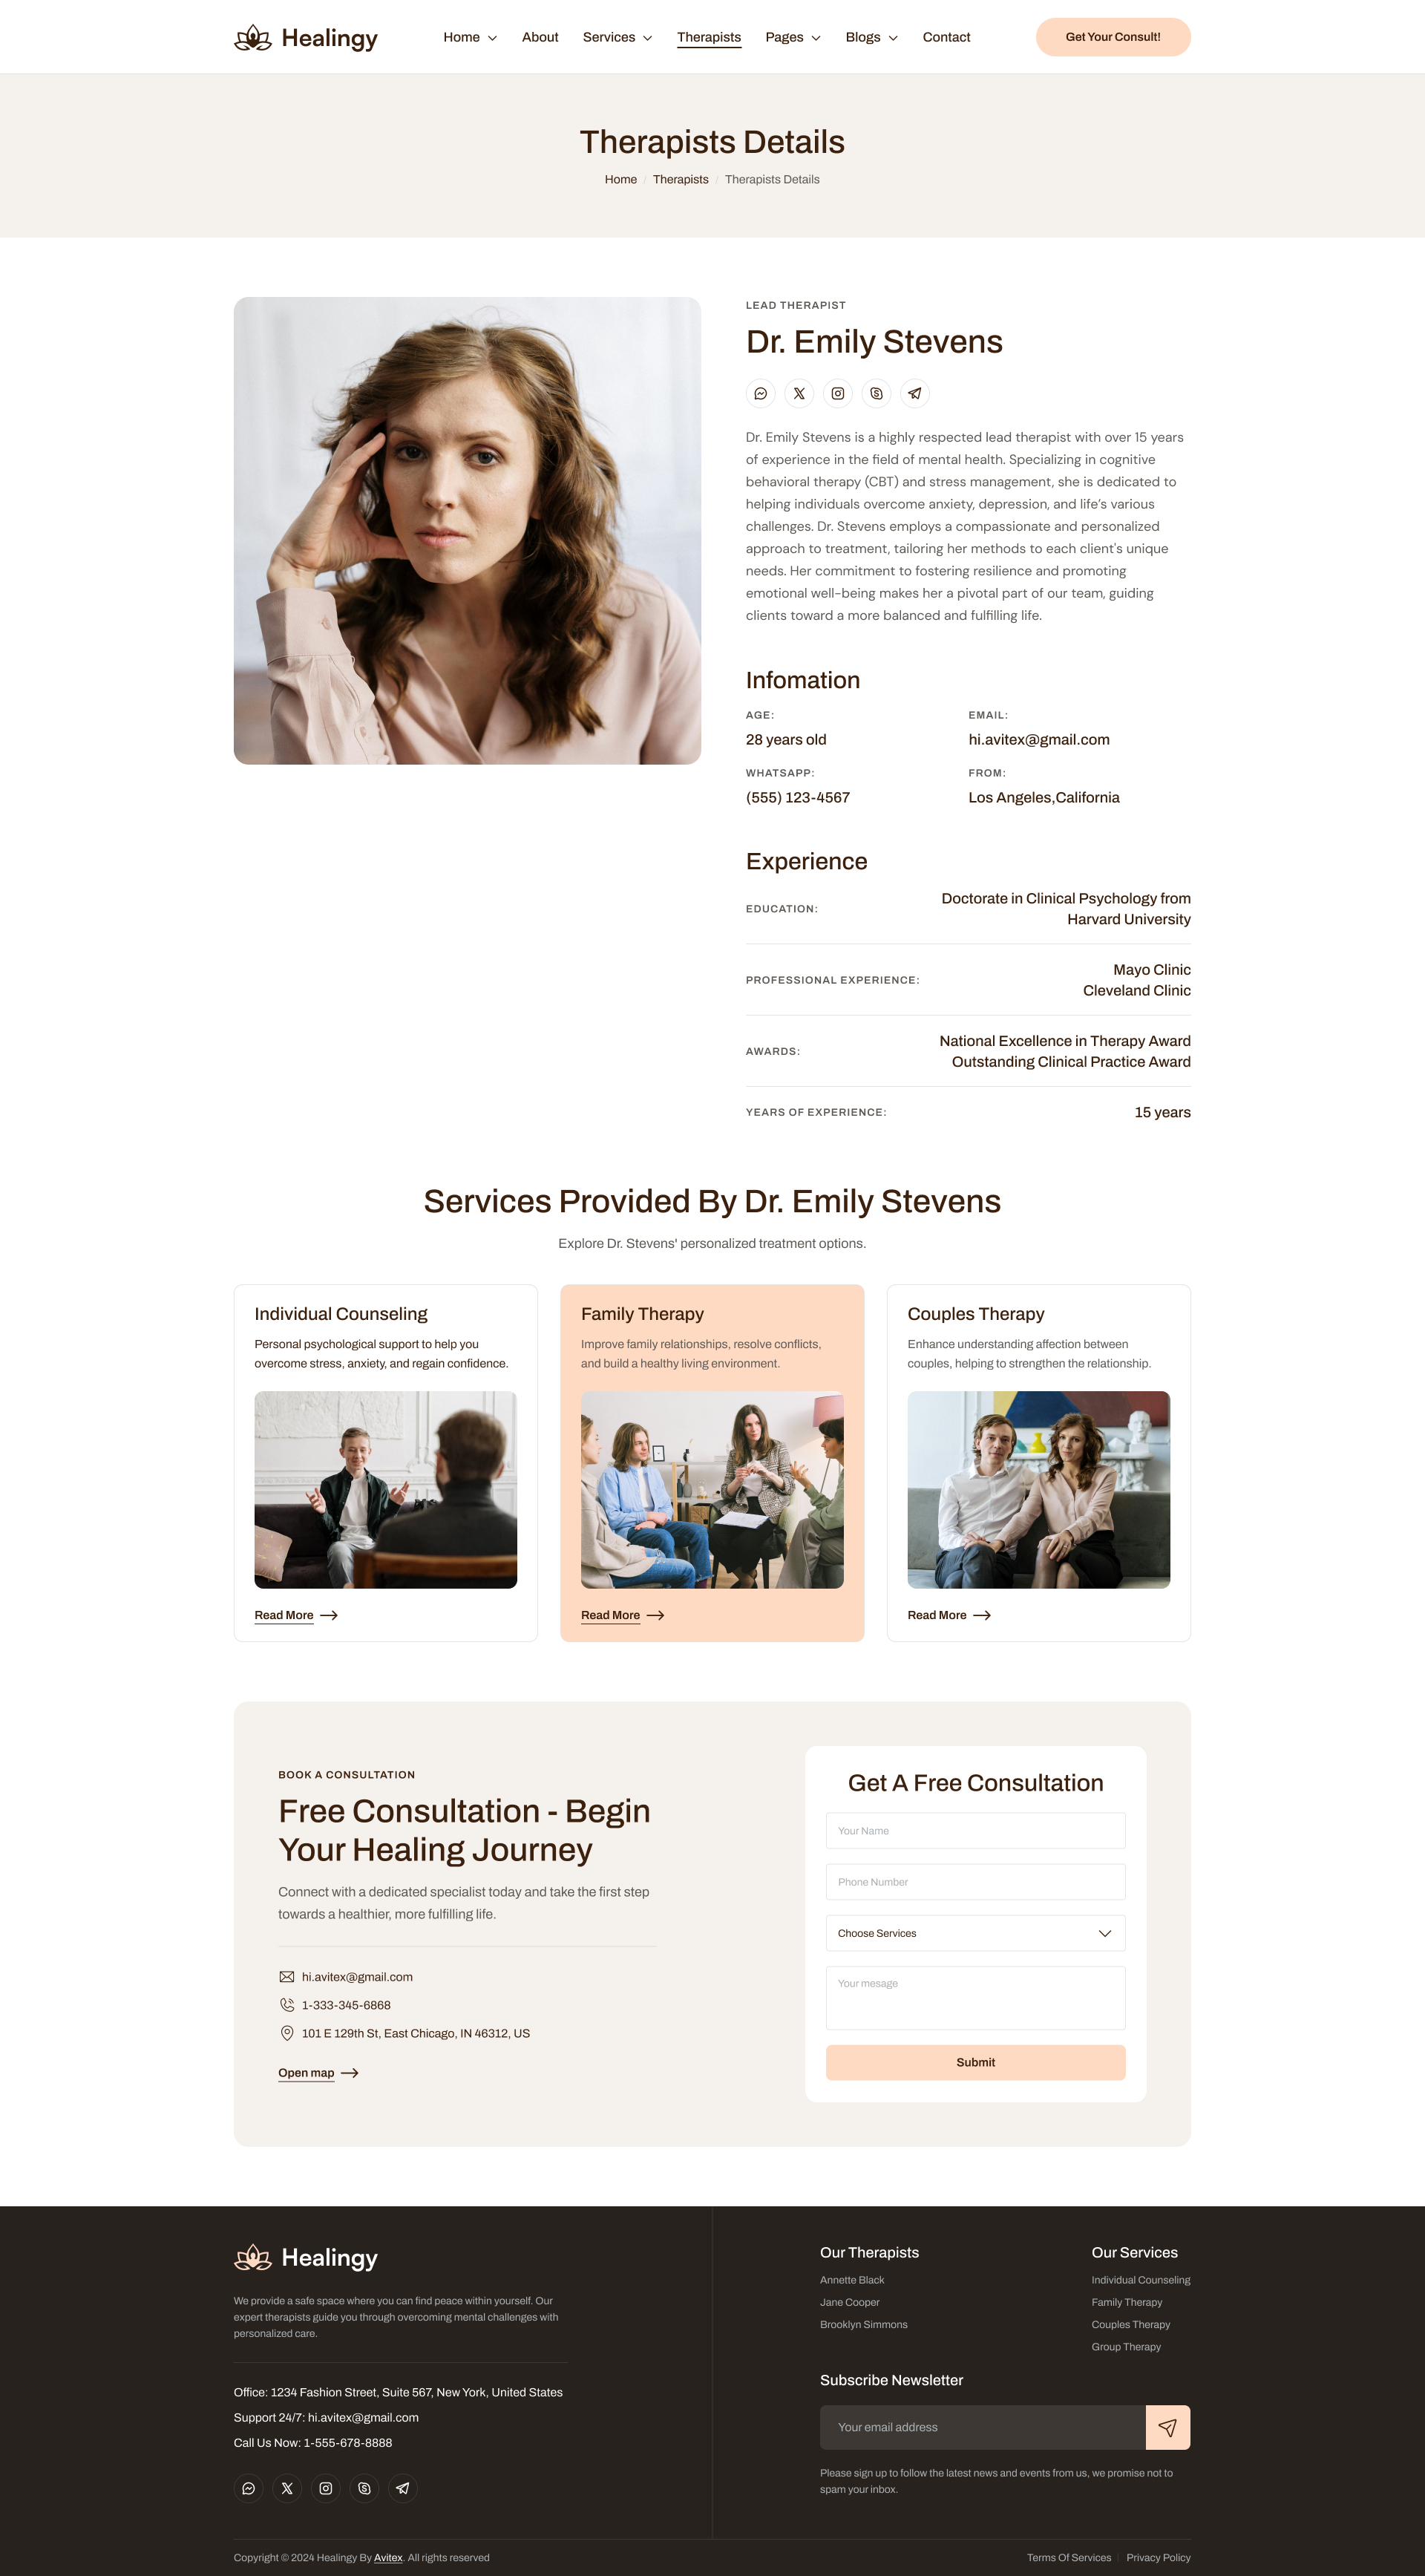 Healingy
Home
About
Services
Therapists
Pages
Blogs
Contact
Get Your Consult!
Therapists Details
Home / Therapists / Therapists Details
LEAD THERAPIST
Dr. Emily Stevens
Dr. Emily Stevens is a highly respected lead therapist with over 15 years
of experience in the field of mental health. Specializing in cognitive
behavioral therapy (CBT) and stress management, she is dedicated to
helping individuals overcome anxiety, depression, and life's various
challenges. Dr. Stevens employs a compassionate and personalized
approach to treatment, tailoring her methods to each client's unique
needs. Her commitment to fostering resilience and promoting
emotional well-being makes her a pivotal part of our team, guiding
clients toward a more balanced and fulfilling life.
Infomation
AGE:
28 years old
EMAIL:
hi.avitex@gmail.com
WHATSAPP:
(555) 123-4567
FROM:
Los Angeles,California
Experience
EDUCATION:
Doctorate in Clinical Psychology from
Harvard University
PROFESSIONAL EXPERIENCE:
Mayo Clinic
Cleveland Clinic
AWARDS:
National Excellence in Therapy Award
Outstanding Clinical Practice Award
YEARS OF EXPERIENCE:
15 years
Services Provided By Dr. Emily Stevens
Explore Dr. Stevens' personalized treatment options.
Individual Counseling
Personal psychological support to help you
overcome stress, anxiety, and regain confidence.
Read More
Family Therapy
Improve family relationships, resolve conflicts,
and build a healthy living environment.
Read More
Couples Therapy
Enhance understanding affection between
couples, helping to strengthen the relationship.
Read More
BOOK A CONSULTATION
Free Consultation - Begin
Your Healing Journey
Connect with a dedicated specialist today and take the first step
towards a healthier, more fulfilling life.
hi.avitex@gmail.com
1-333-345-6868
101 E 129th St, East Chicago, IN 46312, US
Open map
Get A Free Consultation
Your Name
Phone Number
Choose Services
Your mesage
Submit
Healingy
We provide a safe space where you can find peace within yourself. Our
expert therapists guide you through overcoming mental challenges with
personalized care.
Office: 1234 Fashion Street, Suite 567, New York, United States
Support 24/7: hi.avitex@gmail.com
Call Us Now: 1-555-678-8888
Our Therapists
Annette Black
Jane Cooper
Brooklyn Simmons
Our Services
Individual Counseling
Family Therapy
Couples Therapy
Group Therapy
Subscribe Newsletter
Your email address
Please sign up to follow the latest news and events from us, we promise not to
spam your inbox.
Copyright © 2024 Healingy By Avitex. All rights reserved
Terms Of Services
Privacy Policy